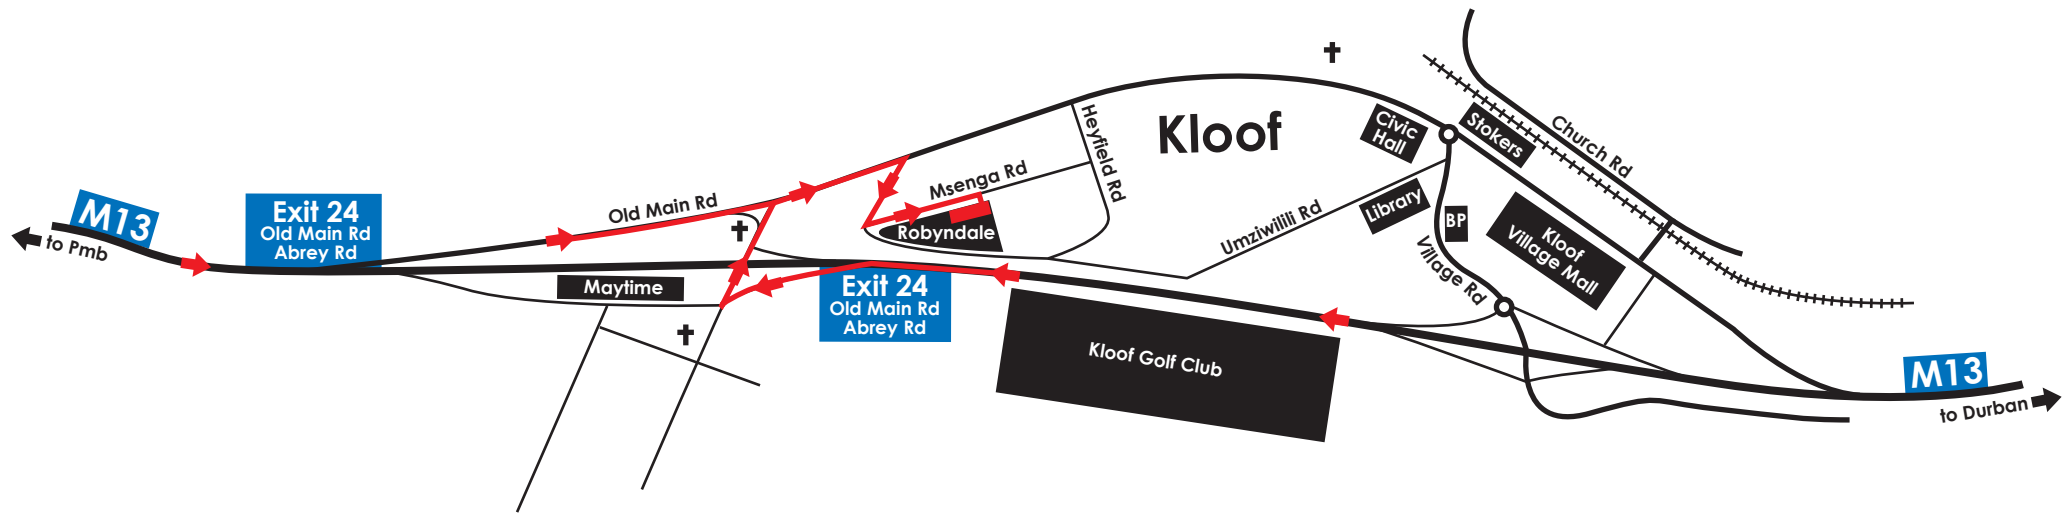 M13
to Pmb
Exit 24
Old Main Rd
Abrey Rd
Old Main Rd
Maytime
Msenga Rd
Robyndale
Heyfield Rd
Exit 24
Old Main Rd
Abrey Rd
Kloof
Kloof Golf Club
Umziwilili Rd
Civic
Hall
Library
BP
Village Rd
Stokers
Church Rd
Kloof
Village Mall
M13
to Durban